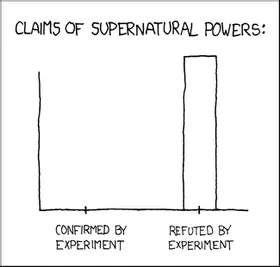 CLAIMS OF SUPERNATURAL POWERS:
CONFIRMED BY
EXPERIMENT
REFUTED BY
EXPERIMENT